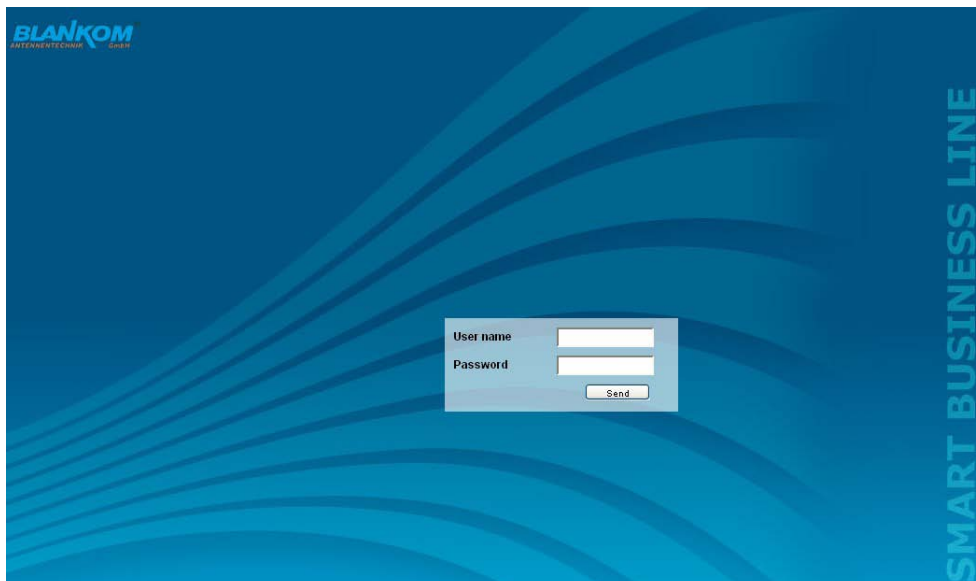 BLANKOM
ANTENNENTECHNIK GmbH
User name
Password
Send
SMART BUSINESS LINE